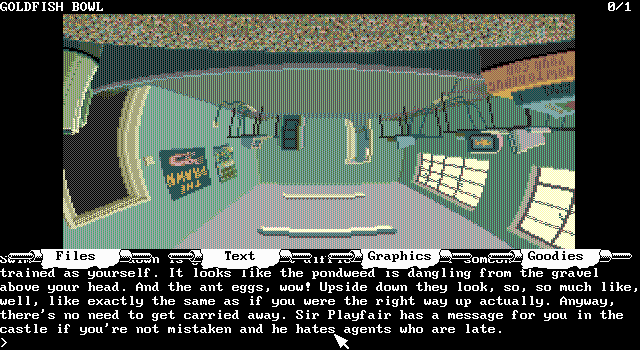 GOLDFISH BOWL 0/1
THE
PRAWN
Files Text Graphics Goodies
trained as yourself. It looks like the pondweed is dangling from the gravel
above your head. And the ant eggs, wow! Upside down they look, so, so much like,
well, like exactly the same as if you were the right way up actually. Anyway,
there's no need to get carried away. Sir Playfair has a message for you in the
castle if you're not mistaken and he hates agents who are late.
>